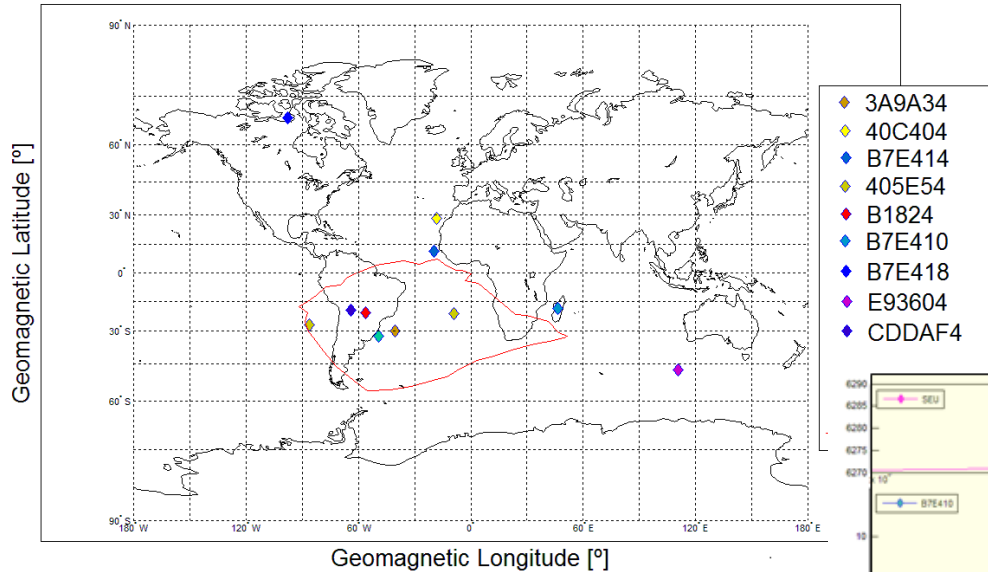 90° N
60° N
30° N
0°
30° S
60° S
90° S
180° W
120° W
60° W
0°
60° E
120° E
180° E
Geomagnetic Latitude [º]
Geomagnetic Longitude [º]
3A9A34
40C404
B7E414
405E54
B1824
B7E410
B7E418
E93604
CDDAF4
6290
6285
6280
6275
6270
SEU
B7E410